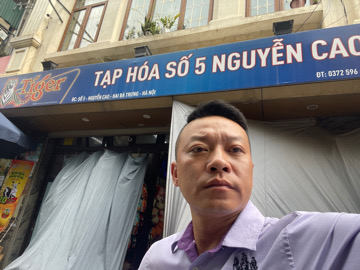 Tiger
TẠP HÓA SỐ 5 NGUYỄN CAO
ĐC: SỐ 5 - NGUYỄN CAO - HAI BÀ TRƯNG - HÀ NỘI
ĐT: 0372 596